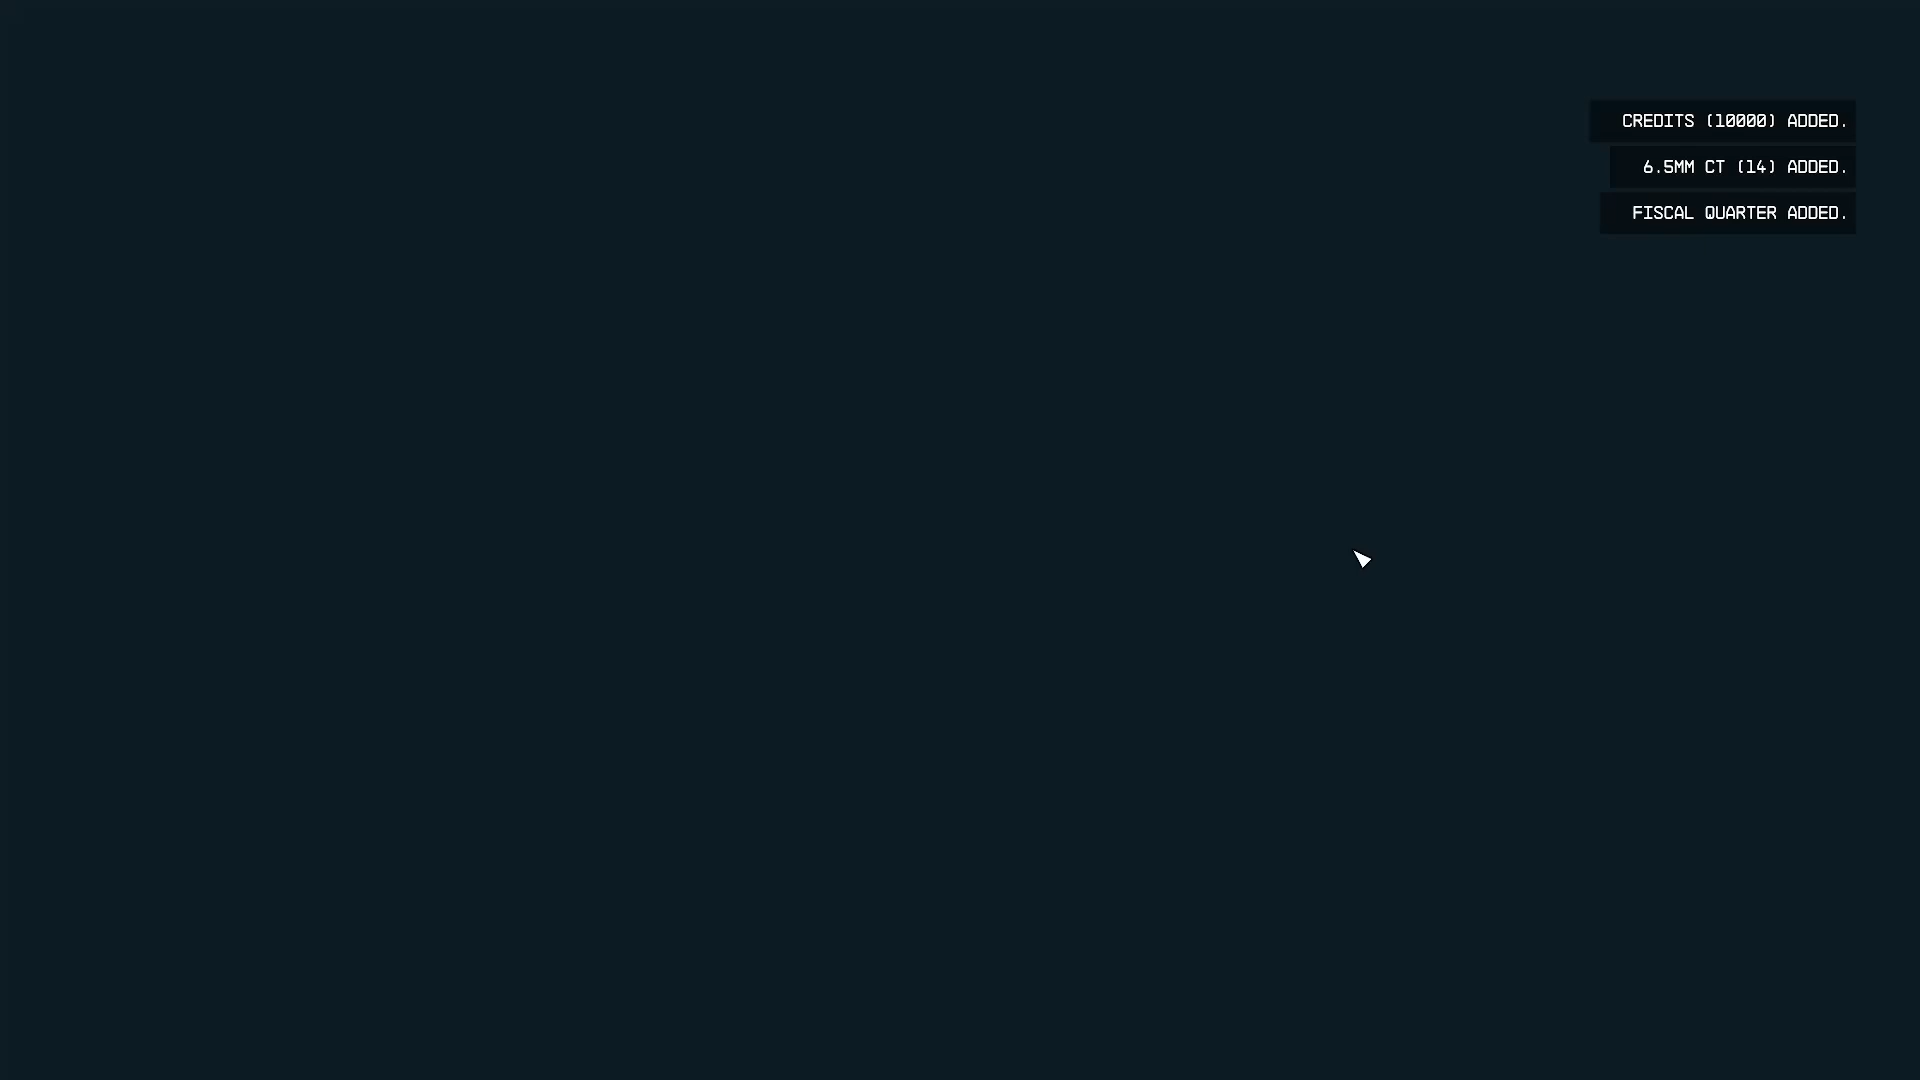 CREDITS (10000) ADDED.
6.5MM CT (14) ADDED.
FISCAL QUARTER ADDED.